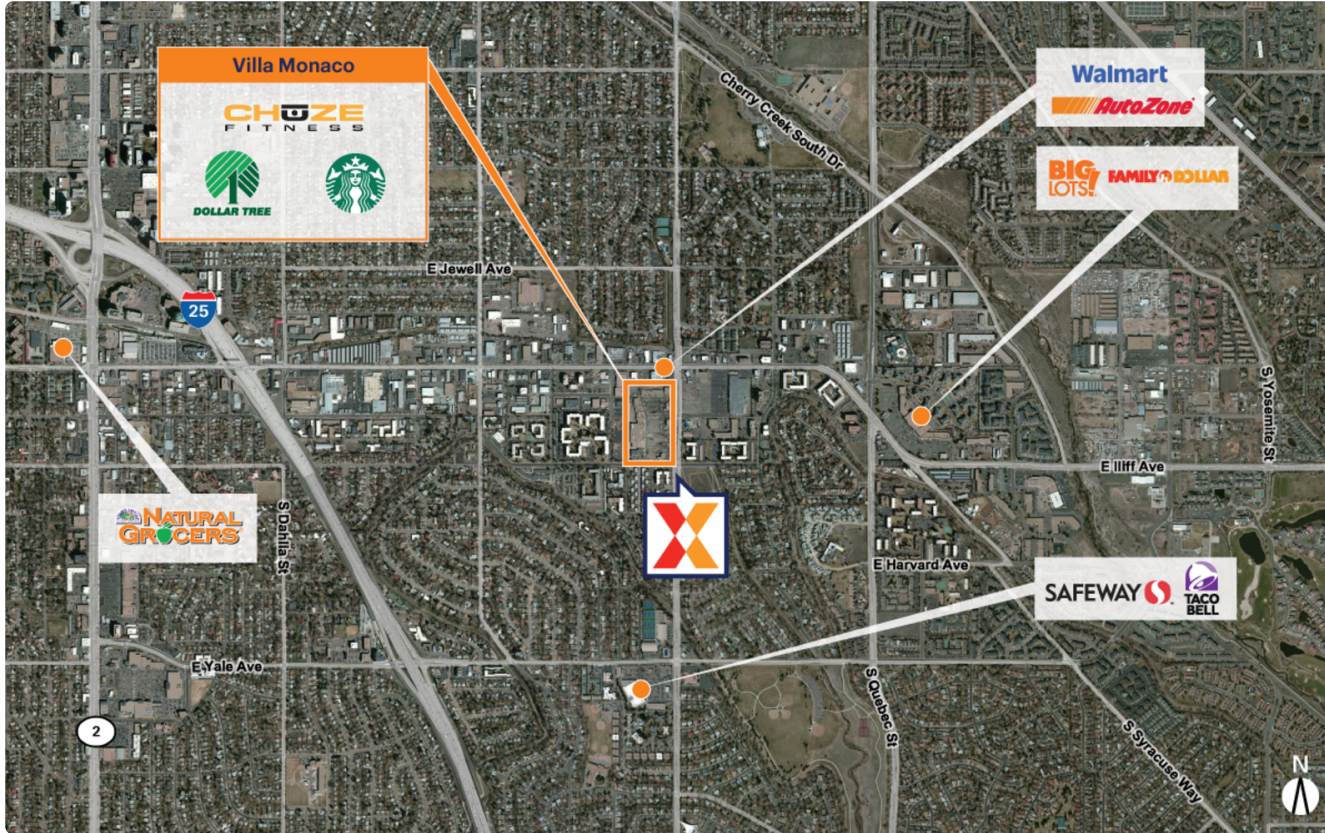 Villa Monaco
CHUZE
FITNESS
DOLLAR TREE
Walmart
AutoZone
BIG
LOTS!
FAMILY DOLLAR
Cherry Creek South Dr
E Jewell Ave
25
S Yosemite St
E Iliff Ave
NATURAL
GROCERS
S Dahlia St
E Harvard Ave
SAFEWAY
TACO
BELL
E Yale Ave
S Quebec St
2
S Syracuse Way
N